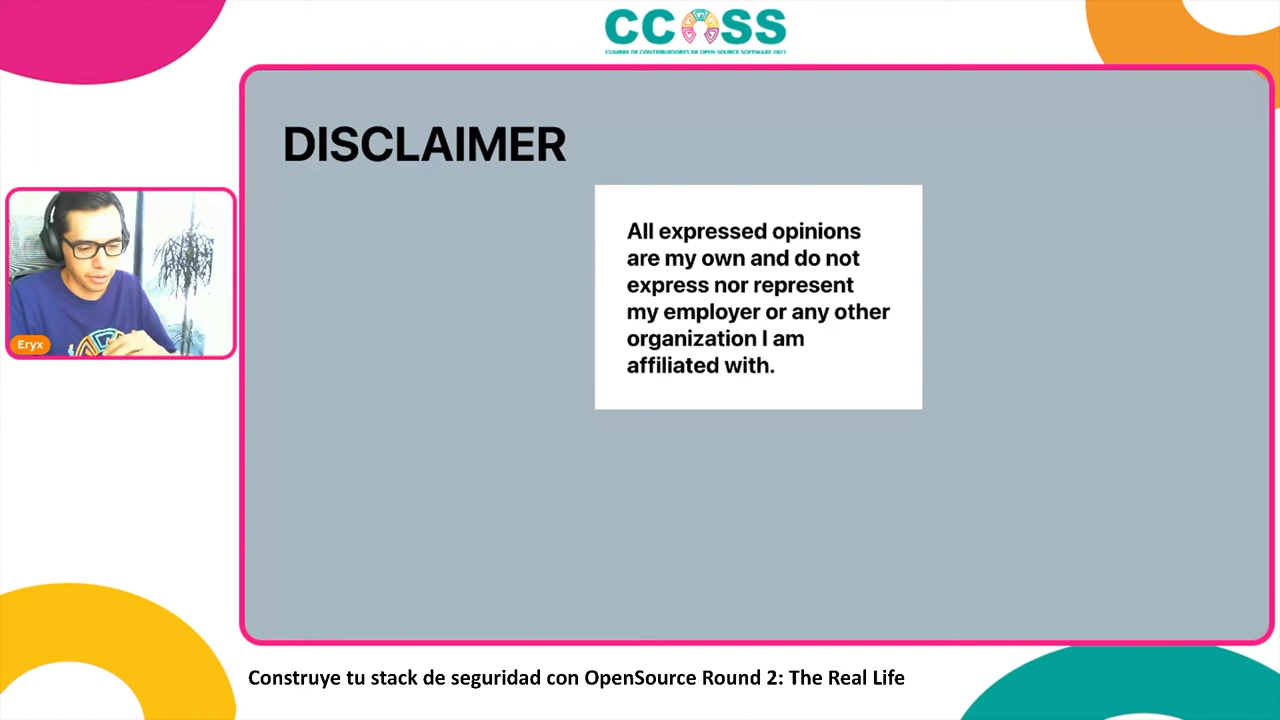 CCOSS
CUMBRE DE CONTRIBUIDORES DE OPEN SOURCE SOFTWARE 2021
DISCLAIMER
All expressed opinions
are my own and do not
express nor represent
my employer or any other
organization I am
affiliated with.
Eryx
Construye tu stack de seguridad con OpenSource Round 2: The Real Life